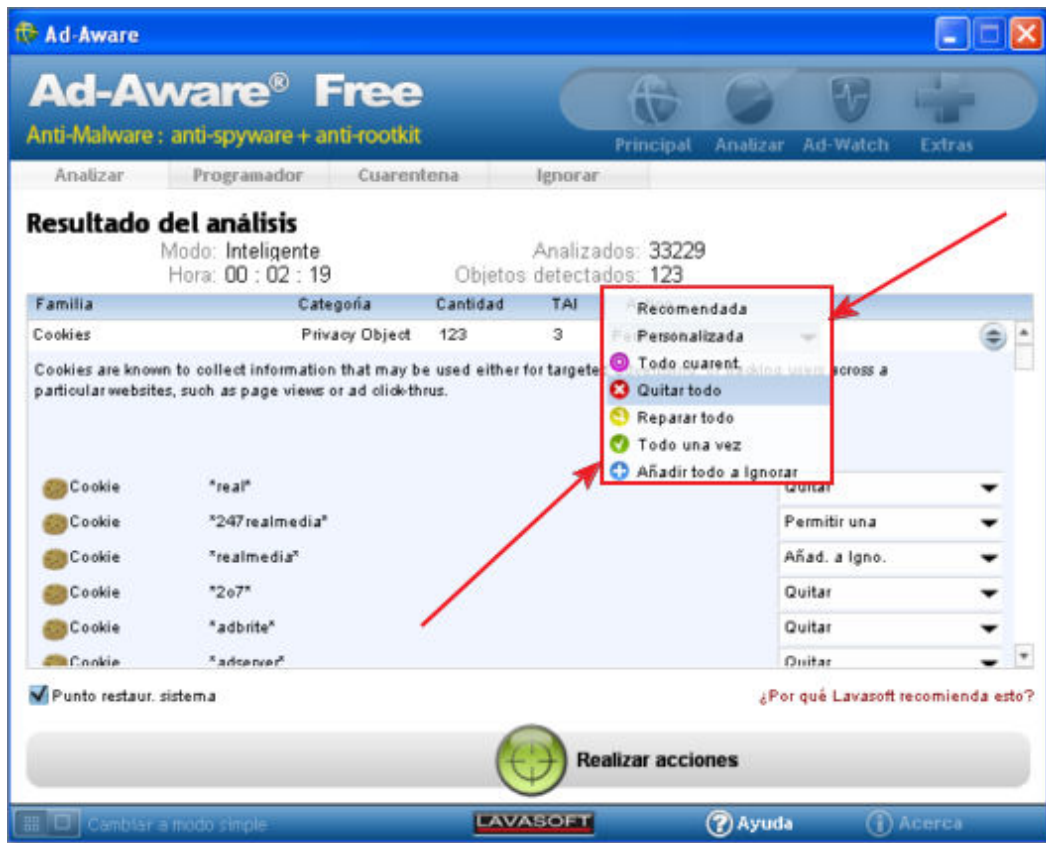 Ad-Aware
Ad-Aware® Free
Anti-Malware : anti-spyware + anti-rootkit
Principal Analizar Ad-Watch Extras
Analizar Programador Cuarentena Ignorar
Resultado del análisis
Modo: Inteligente Analizados: 33229
Hora: 00 : 02 : 19 Objetos detectados: 123
Familia Categoría Cantidad TAI
Cookies Privacy Object 123 3
Recomendada
Personalizada
Todo cuarent.
Quitar todo
Reparar todo
Todo una vez
Añadir todo a Ignorar
Cookies are known to collect information that may be used either for targeted across a
particular websites, such as page views or ad click-thrus.
Cookie *real* Quitar
Cookie *247realmedia* Permitir una
Cookie *realmedia* Añad. a Igno.
Cookie *2o7* Quitar
Cookie *adbrite* Quitar
Cookie *adserver* Quitar
Punto restaur. sistema ¿Por qué Lavasoft recomienda esto?
Realizar acciones
Cambiar a modo simple LAVASOFT Ayuda Acerca